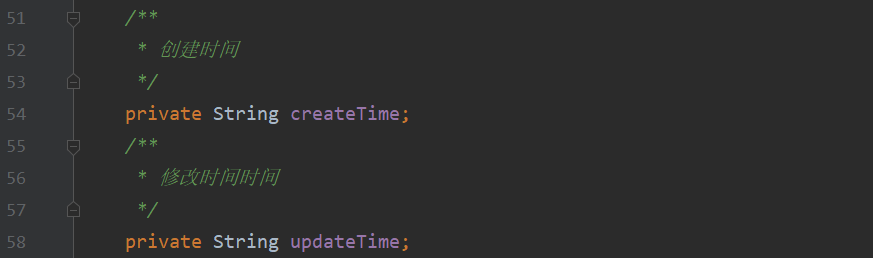 51 /**
52 * 创建时间
53 */
54 private String createTime;
55 /**
56 * 修改时间时间
57 */
58 private String updateTime;